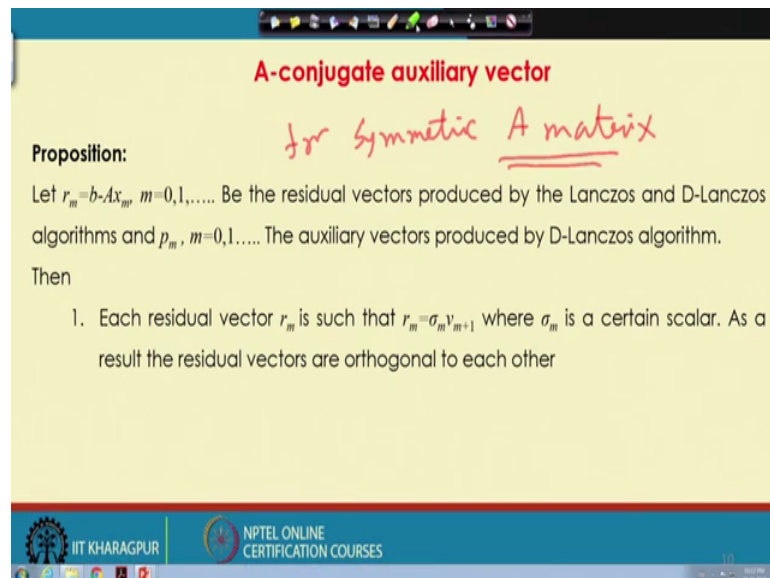 A-conjugate auxiliary vector
for Symmetic A matrix
Proposition:
Let r_m=b-Ax_m, m=0,1,..... Be the residual vectors produced by the Lanczos and D-Lanczos
algorithms and p_m , m=0,1..... The auxiliary vectors produced by D-Lanczos algorithm.
Then
1. Each residual vector r_m is such that r_m=σ_mv_{m+1} where σ_m is a certain scalar. As a
result the residual vectors are orthogonal to each other
IIT KHARAGPUR
NPTEL ONLINE
CERTIFICATION COURSES
10